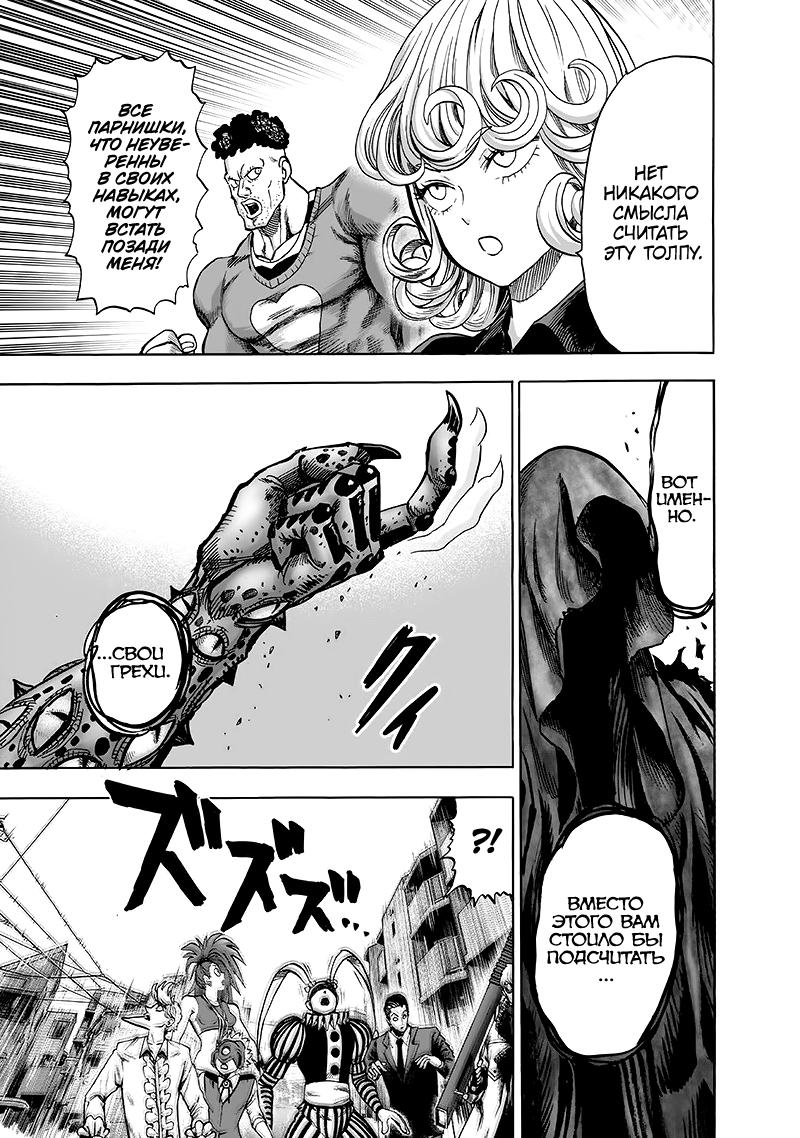 НЕТ
НИКАКОГО
СМЫСЛА
СЧИТАТЬ
ЭТУ ТОЛПУ.
ВСЕ
ПАРНИШКИ,
ЧТО НЕУВЕ-
РЕННЫ
В СВОИХ
НАВЫКАХ,
МОГУТ
ВСТАТЬ
ПОЗАДИ
МЕНЯ!
ВОТ
ИМЕН-
НО.
ВМЕСТО
ЭТОГО ВАМ
СТОИЛО БЫ
ПОДСЧИТАТЬ
...
...СВОИ
ГРЕХИ.
クイ
?!
ズズズ...